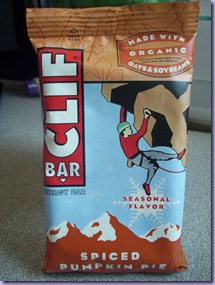 MADE WITH
ORGANIC
OATS & SOYBEANS
CLIF
BAR
ENERGY BAR
SEASONAL
FLAVOR
SPICED
PUMPKIN PIE